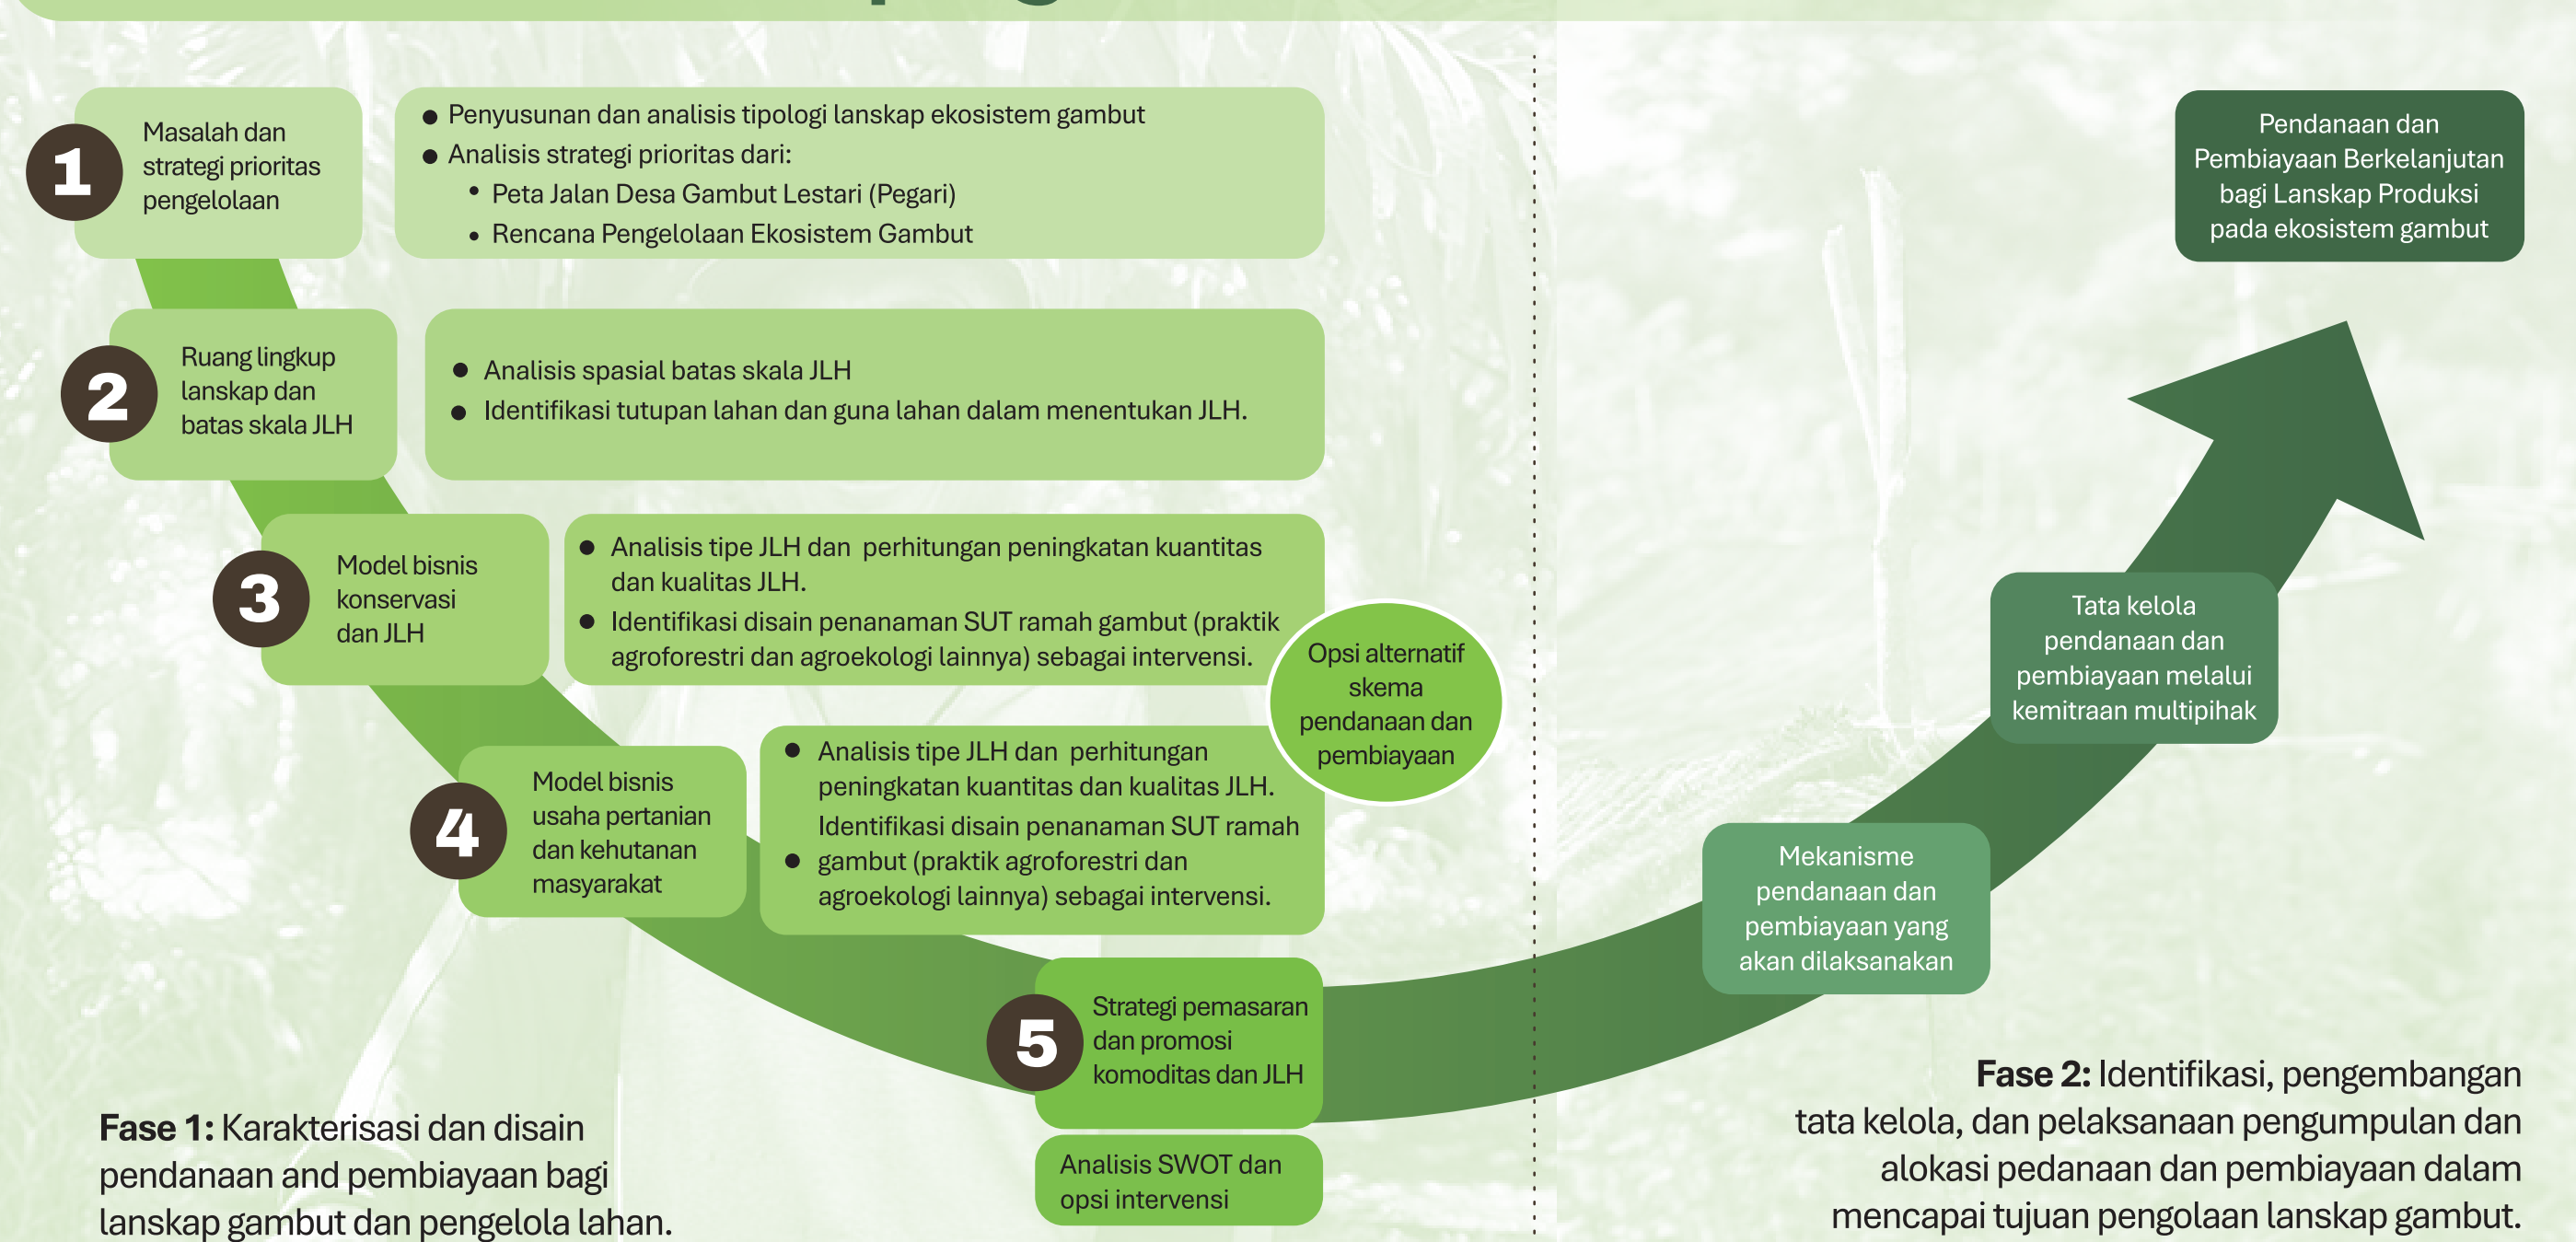 1
Masalah dan
strategi prioritas
pengelolaan
Penyusunan dan analisis tipologi lanskap ekosistem gambut
Analisis strategi prioritas dari:
Peta Jalan Desa Gambut Lestari (Pegari)
Rencana Pengelolaan Ekosistem Gambut
2
Ruang lingkup
lanskap dan
batas skala JLH
Analisis spasial batas skala JLH
Identifikasi tutupan lahan dan guna lahan dalam menentukan JLH.
3
Model bisnis
konservasi
dan JLH
Analisis tipe JLH dan perhitungan peningkatan kuantitas
dan kualitas JLH.
Identifikasi disain penanaman SUT ramah gambut (praktik
agroforestri dan agroekologi lainnya) sebagai intervensi.
Opsi alternatif
skema
pendanaan dan
pembiayaan
4
Model bisnis
usaha pertanian
dan kehutanan
masyarakat
Analisis tipe JLH dan perhitungan
peningkatan kuantitas dan kualitas JLH.
Identifikasi disain penanaman SUT ramah
gambut (praktik agroforestri dan
agroekologi lainnya) sebagai intervensi.
5
Strategi pemasaran
dan promosi
komoditas dan JLH
Analisis SWOT dan
opsi intervensi
Fase 1: Karakterisasi dan disain
pendanaan and pembiayaan bagi
lanskap gambut dan pengelola lahan.
Mekanisme
pendanaan dan
pembiayaan yang
akan dilaksanakan
Tata kelola
pendanaan dan
pembiayaan melalui
kemitraan multipihak
Pendanaan dan
Pembiayaan Berkelanjutan
bagi Lanskap Produksi
pada ekosistem gambut
Fase 2: Identifikasi, pengembangan
tata kelola, dan pelaksanaan pengumpulan dan
alokasi pedanaan dan pembiayaan dalam
mencapai tujuan pengolaan lanskap gambut.